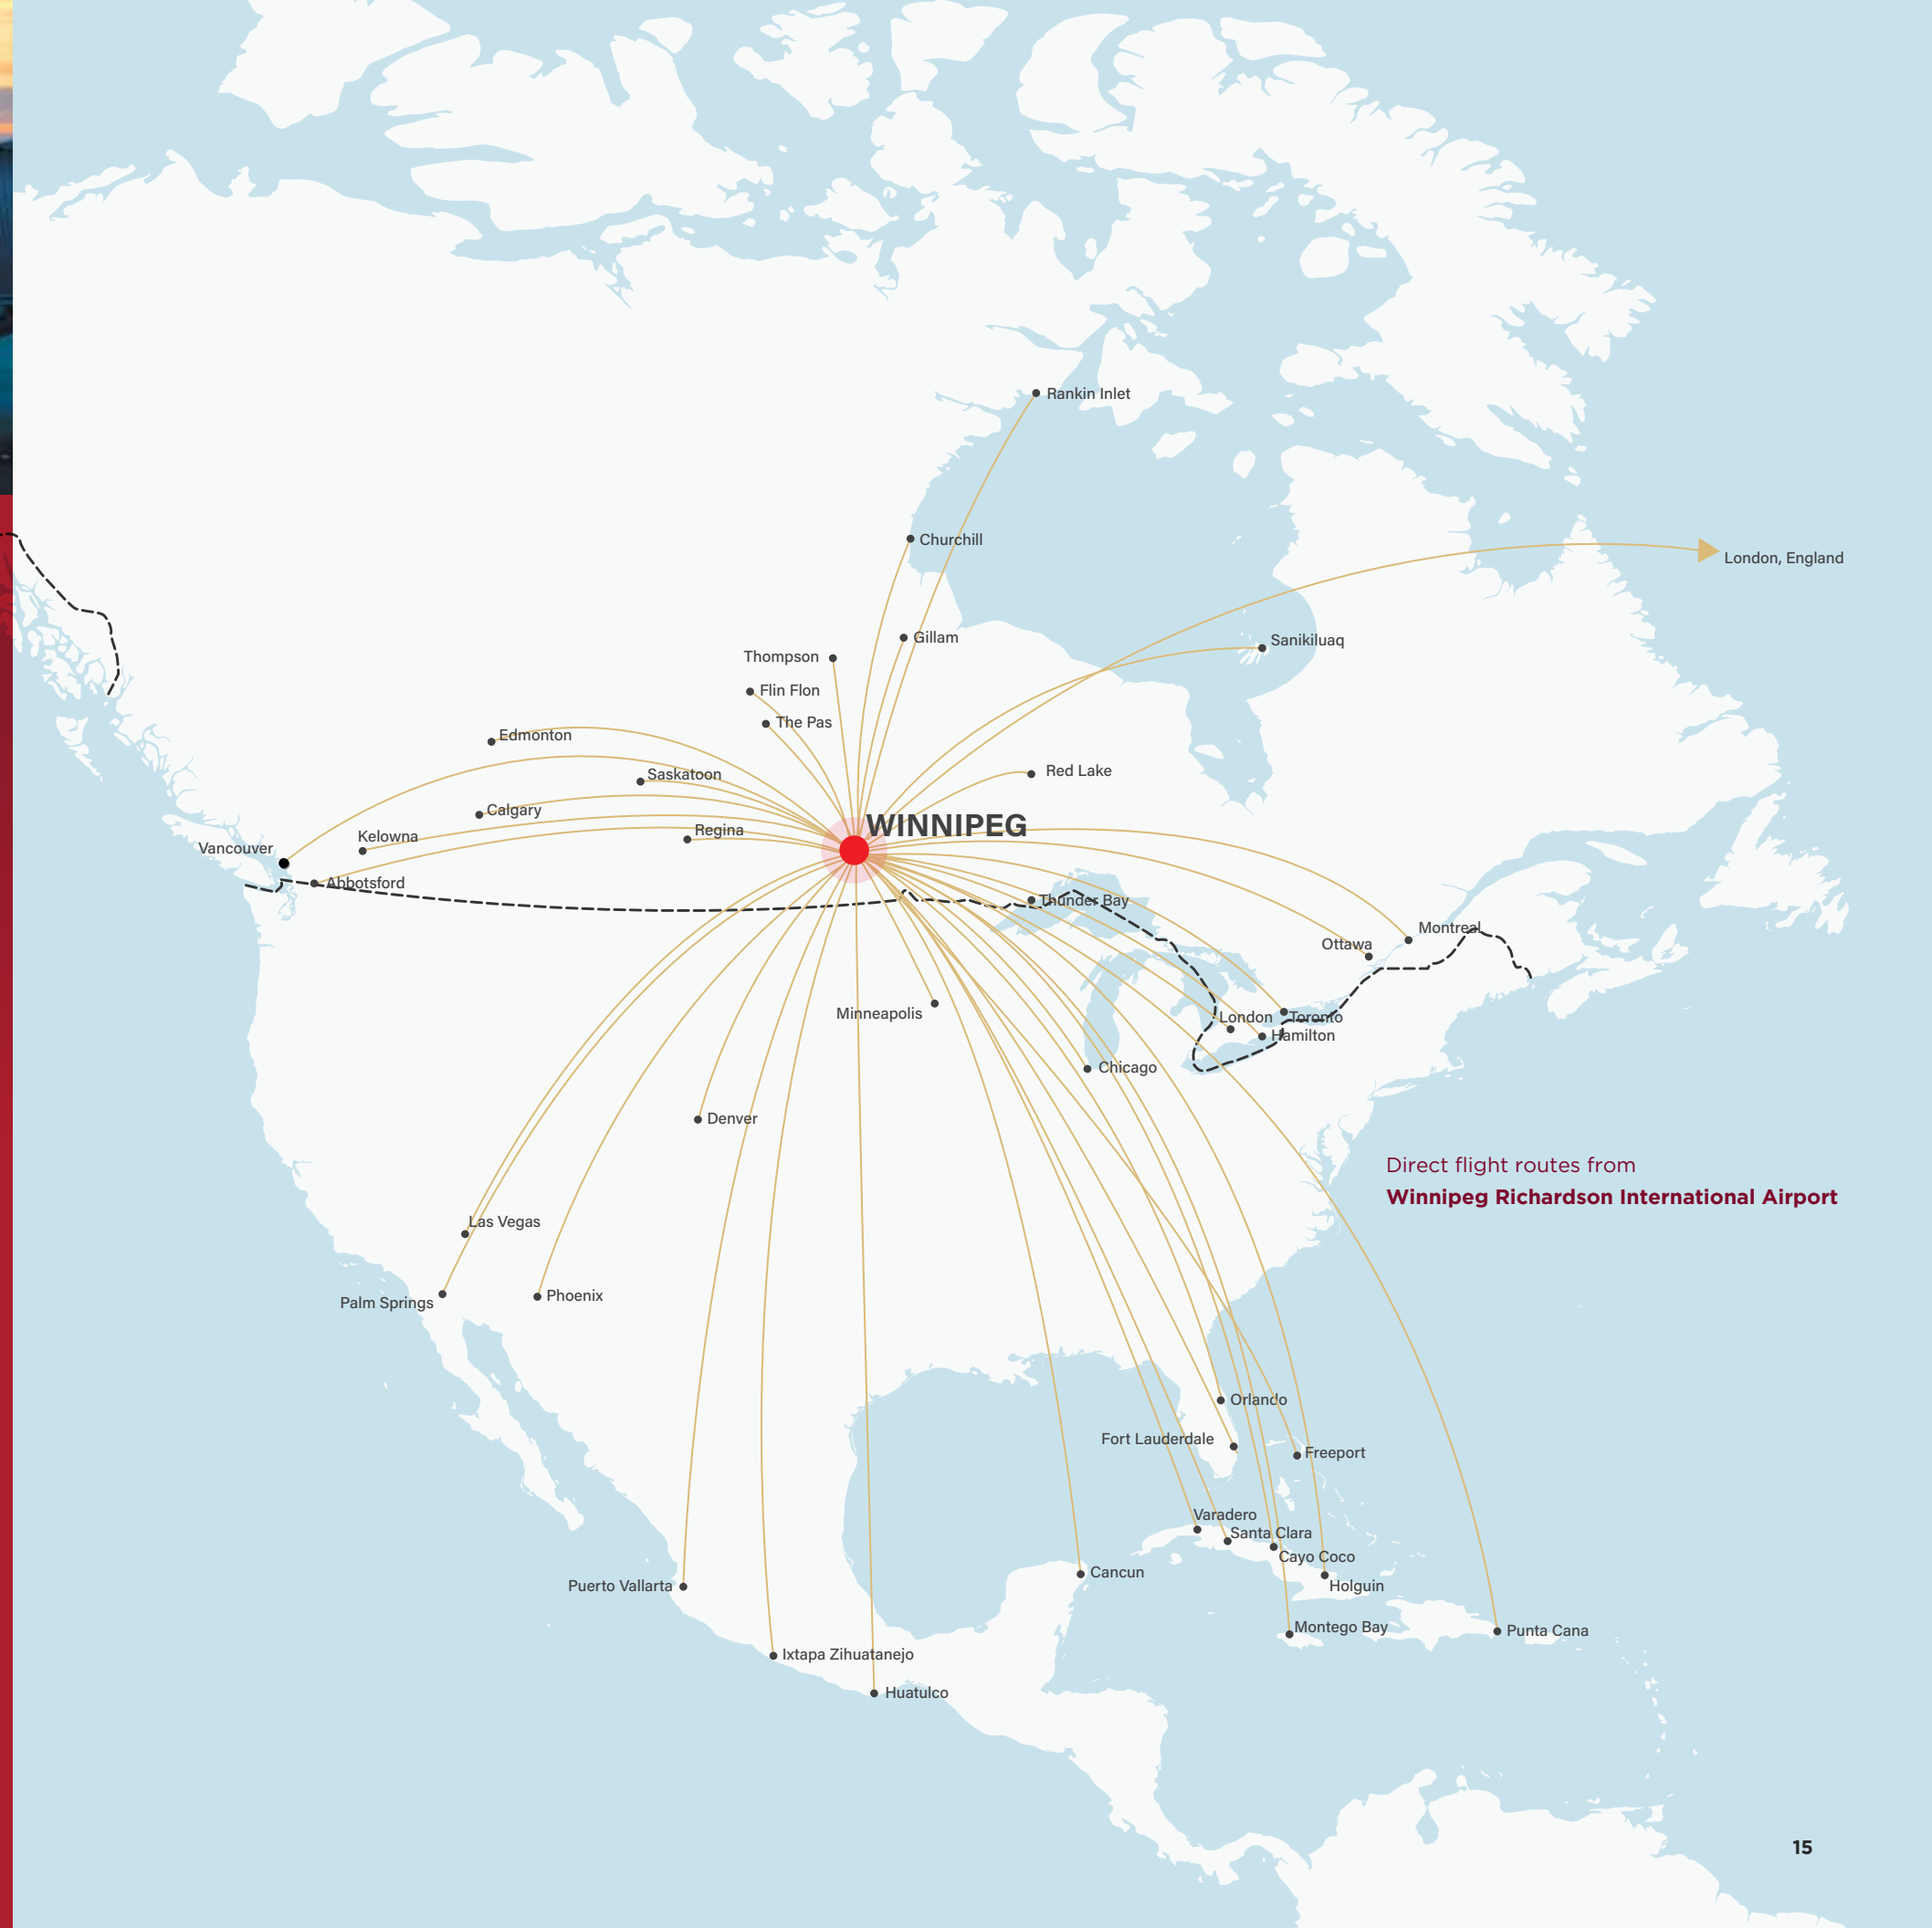 Rankin Inlet
Churchill
London, England
Gillam
Sanikiluaq
Thompson
Flin Flon
The Pas
Edmonton
Saskatoon
Red Lake
Calgary
WINNIPEG
Regina
Kelowna
Vancouver
Abbotsford
Thunder Bay
Montreal
Ottawa
Minneapolis
London
Toronto
Hamilton
Chicago
Denver
Direct flight routes from
Winnipeg Richardson International Airport
Las Vegas
Palm Springs
Phoenix
Orlando
Fort Lauderdale
Freeport
Varadero
Santa Clara
Cayo Coco
Cancun
Puerto Vallarta
Holguin
Montego Bay
Punta Cana
Ixtapa Zihuatanejo
Huatulco
15